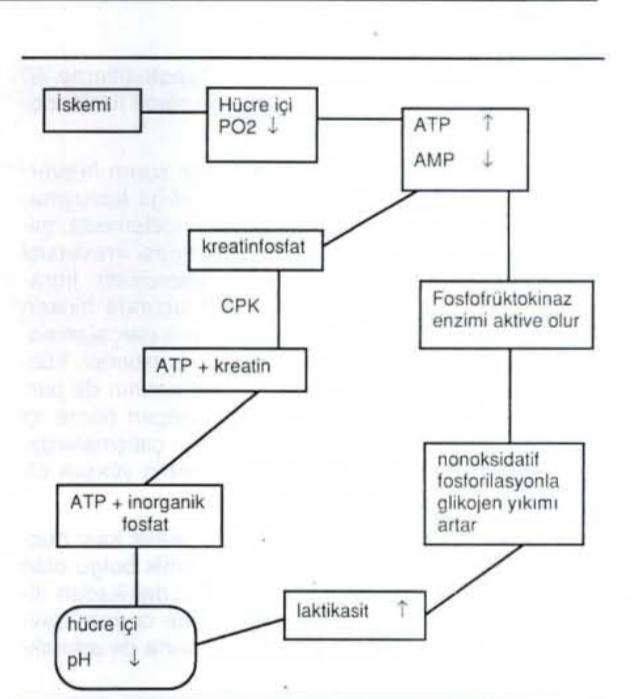 İskemi
Hücre içi
PO2 ↓
ATP ↑
AMP ↓
kreatinfosfat
CPK
Fosfofrüktokinaz
enzimi aktive olur
ATP + kreatin
nonoksidatif
fosforilasyonla
glikojen yıkımı
artar
ATP + inorganik
fosfat
laktikasit ↑
hücre içi
pH ↓